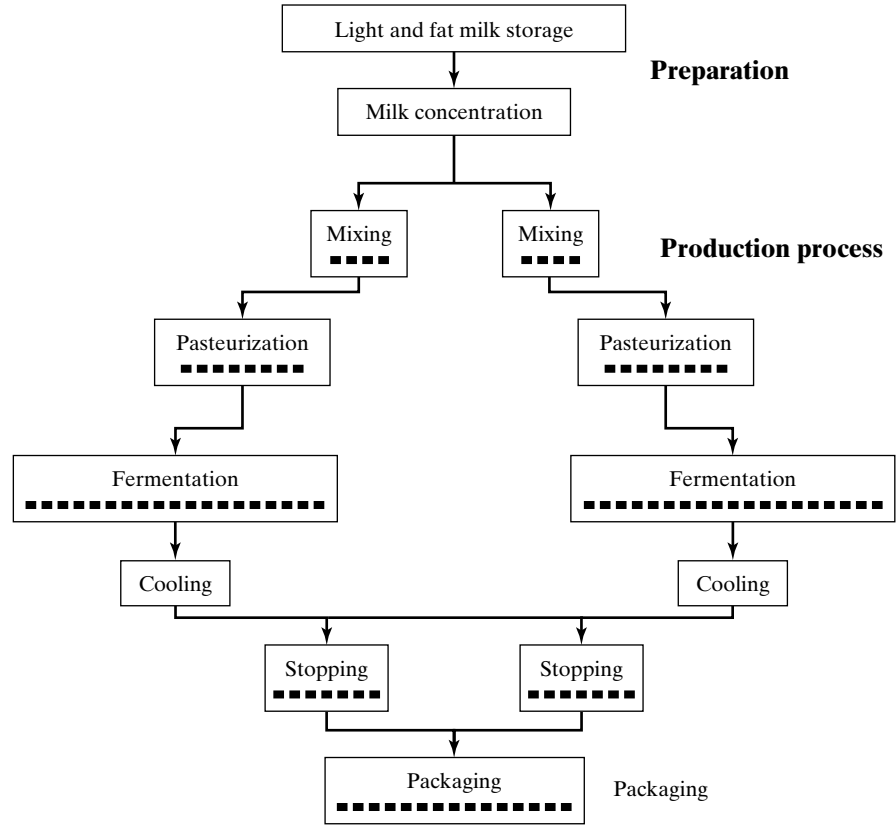 Light and fat milk storage
Preparation
Milk concentration
Mixing
Mixing
Production process
Pasteurization
Pasteurization
Fermentation
Fermentation
Cooling
Cooling
Stopping
Stopping
Packaging
Packaging